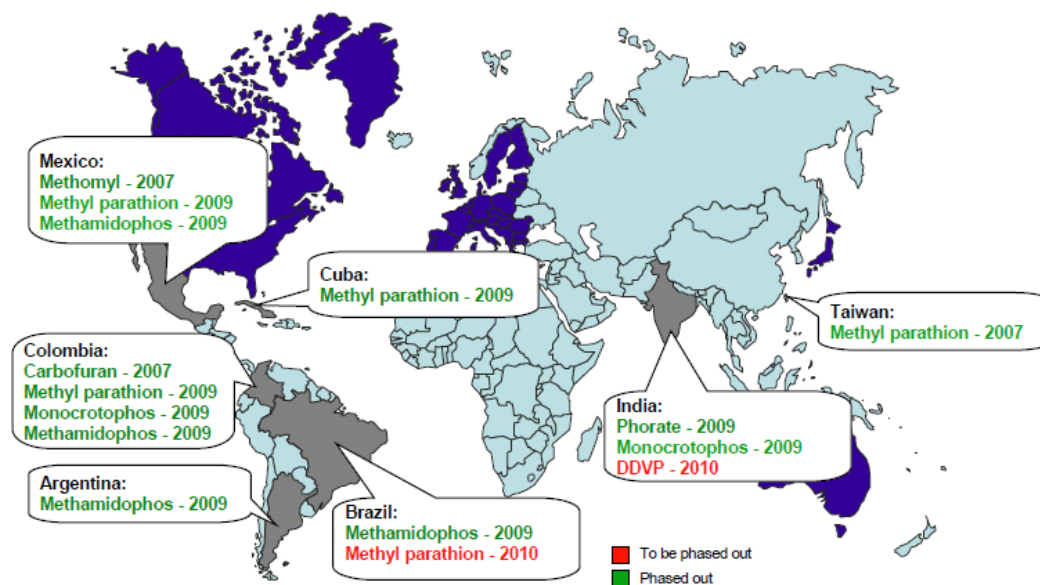 Mexico:
Methomyl - 2007
Methyl parathion - 2009
Methamidophos - 2009
Cuba:
Methyl parathion - 2009
Taiwan:
Methyl parathion - 2007
Colombia:
Carbofuran - 2007
Methyl parathion - 2009
Monocrotophos - 2009
Methamidophos - 2009
India:
Phorate - 2009
Monocrotophos - 2009
DDVP - 2010
Argentina:
Methamidophos - 2009
Brazil:
Methamidophos - 2009
Methyl parathion - 2010
To be phased out
Phased out